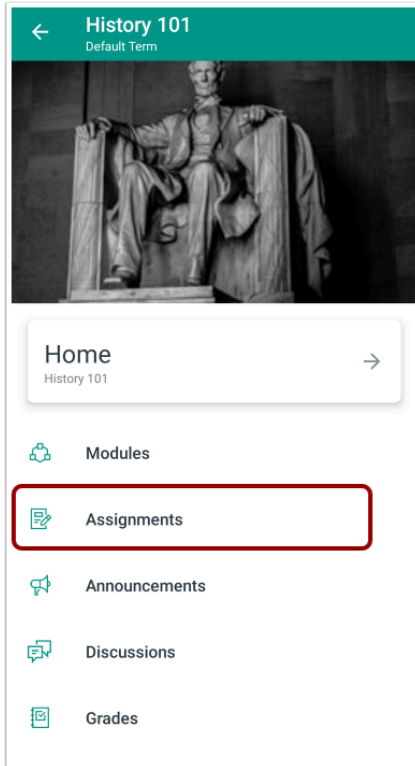 History 101
Default Term
Home
History 101
Modules
Assignments
Announcements
Discussions
Grades